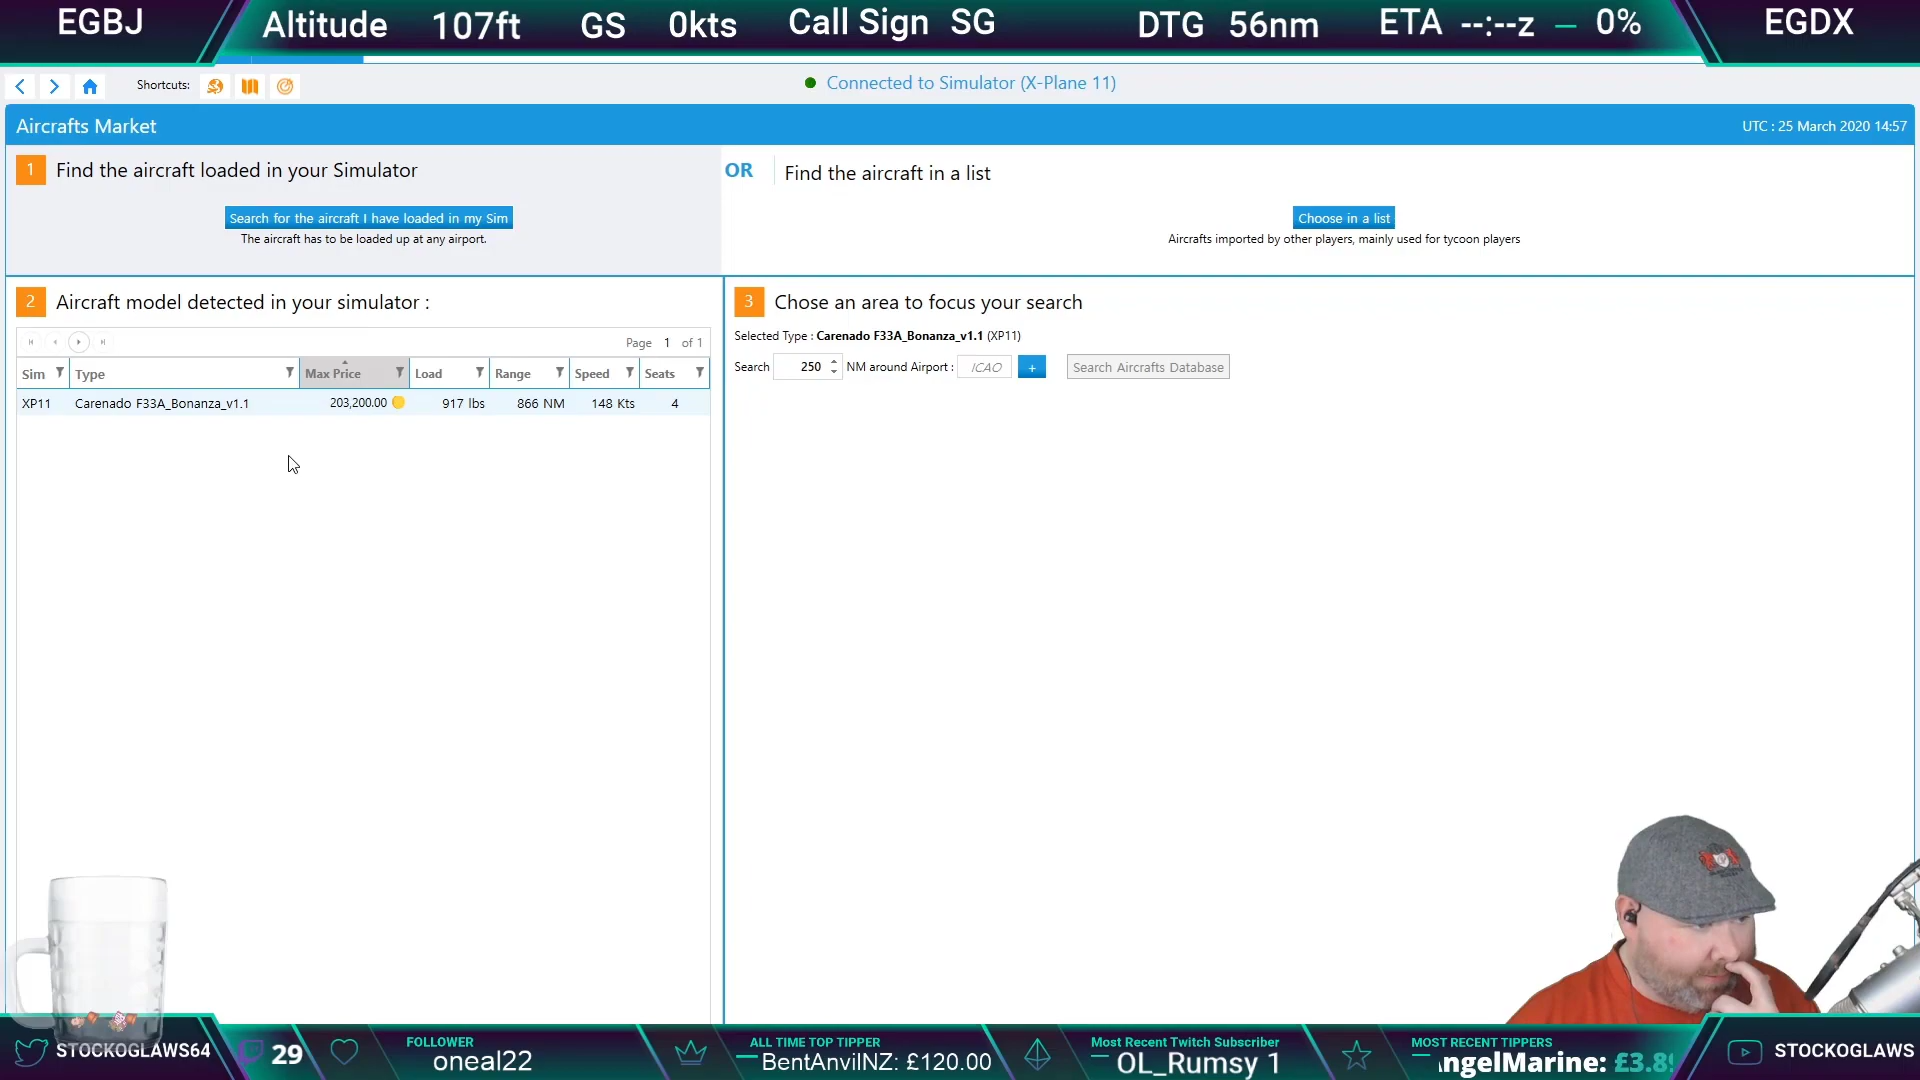 EGBJ
Altitude 107ft GS 0kts Call Sign SG DTG 56nm ETA --:--z — 0%
EGDX
Shortcuts:
Connected to Simulator (X-Plane 11)
Aircrafts Market
UTC : 25 March 2020 14:57
1 Find the aircraft loaded in your Simulator
Search for the aircraft I have loaded in my Sim
The aircraft has to be loaded up at any airport.
OR
Find the aircraft in a list
Choose in a list
Aircrafts imported by other players, mainly used for tycoon players
2 Aircraft model detected in your simulator :
Page 1 of 1
Sim Type Max Price Load Range Speed Seats
XP11 Carenado F33A_Bonanza_v1.1 203,200.00 917 lbs 866 NM 148 Kts 4
3 Chose an area to focus your search
Selected Type : Carenado F33A_Bonanza_v1.1 (XP11)
Search 250 NM around Airport : ICAO + Search Aircrafts Database
STOCKOGLAWS64
29
FOLLOWER
oneal22
ALL TIME TOP TIPPER
BentAnvilNZ: £120.00
Most Recent Twitch Subscriber
OL_Rumsy 1
MOST RECENT TIPPERS
ngelMarine: £3.8
STOCKOGLAWS